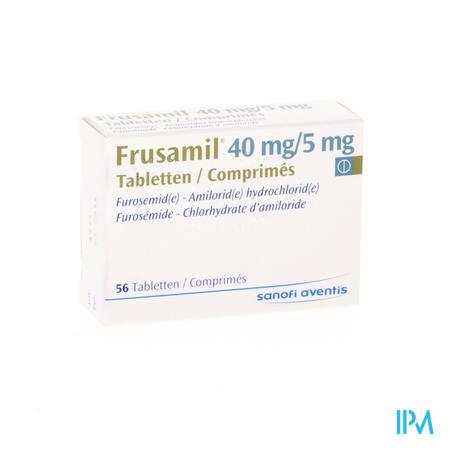 Frusamil® 40 mg/5 mg
Tabletten / Comprimés
Furosemid(e) - Amilorid(e) hydrochlorid(e)
Furosémide - Chlorhydrate d'amiloride
56 Tabletten / Comprimés
sanofi aventis
IPM